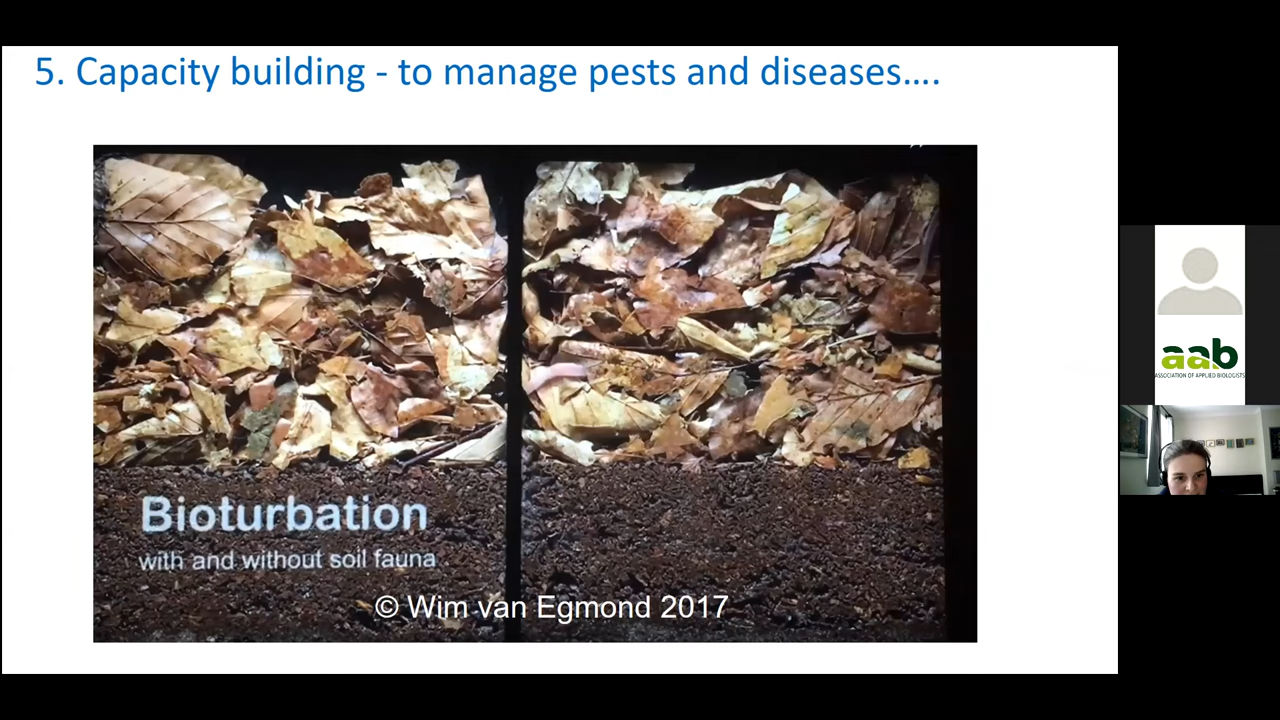 5. Capacity building - to manage pests and diseases....
Bioturbation
with and without soil fauna
© Wim van Egmond 2017
aab
ASSOCIATION OF APPLIED BIOLOGISTS